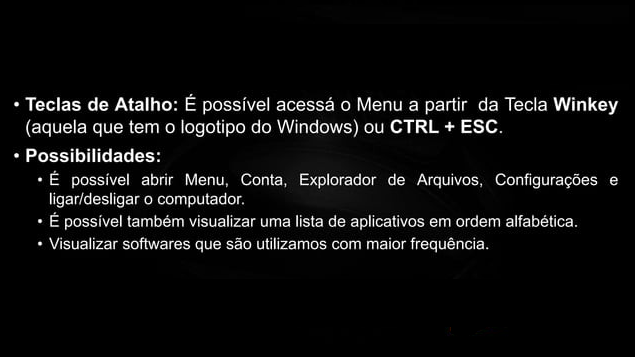 • Teclas de Atalho: É possível acessá o Menu a partir da Tecla Winkey
(aquela que tem o logotipo do Windows) ou CTRL + ESC.
• Possibilidades:
• É possível abrir Menu, Conta, Explorador de Arquivos, Configurações e
ligar/desligar o computador.
• É possível também visualizar uma lista de aplicativos em ordem alfabética.
• Visualizar softwares que são utilizamos com maior frequência.